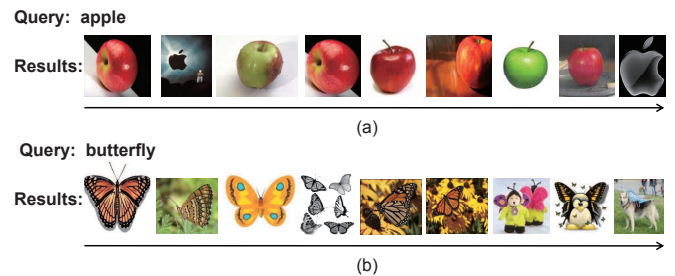 Query: apple
Results:
(a)
Query: butterfly
Results:
(b)